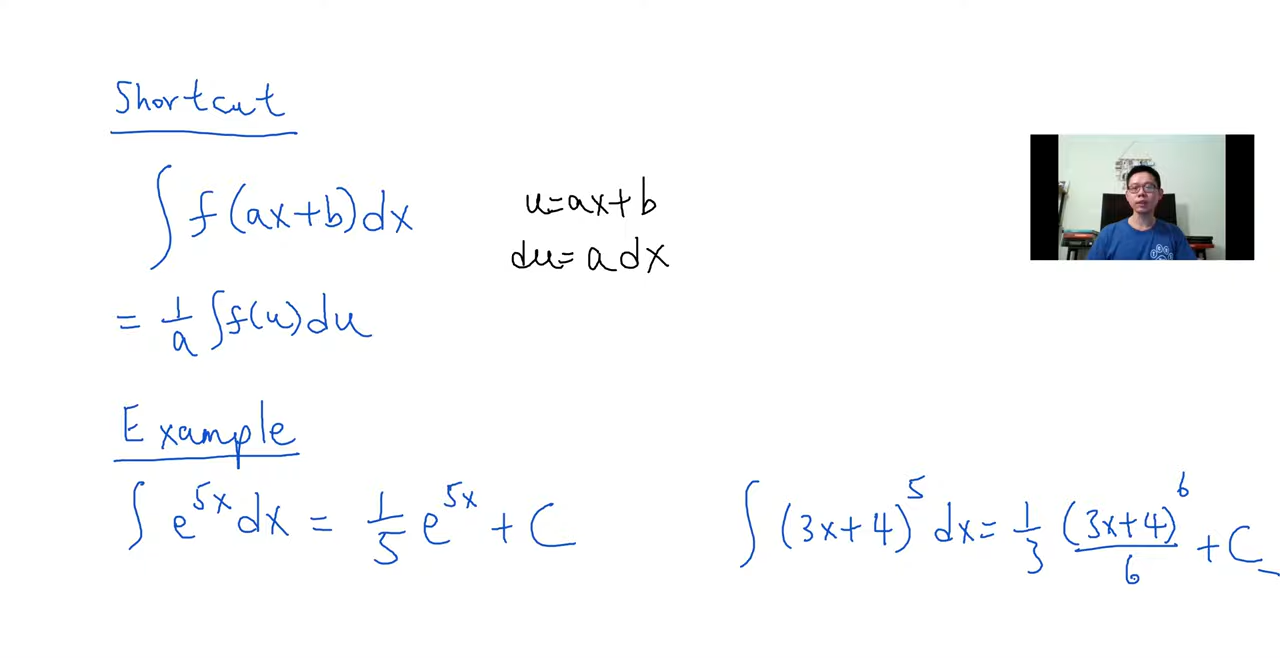 Shortcut
∫ f(ax+b)dx
u=ax+b
du= a dx
= 1/a ∫f(u)du
Example
∫ e^{5x} dx = 1/5 e^{5x} + C
∫ (3x+4)^5 dx = 1/3 (3x+4)^6/6 + C